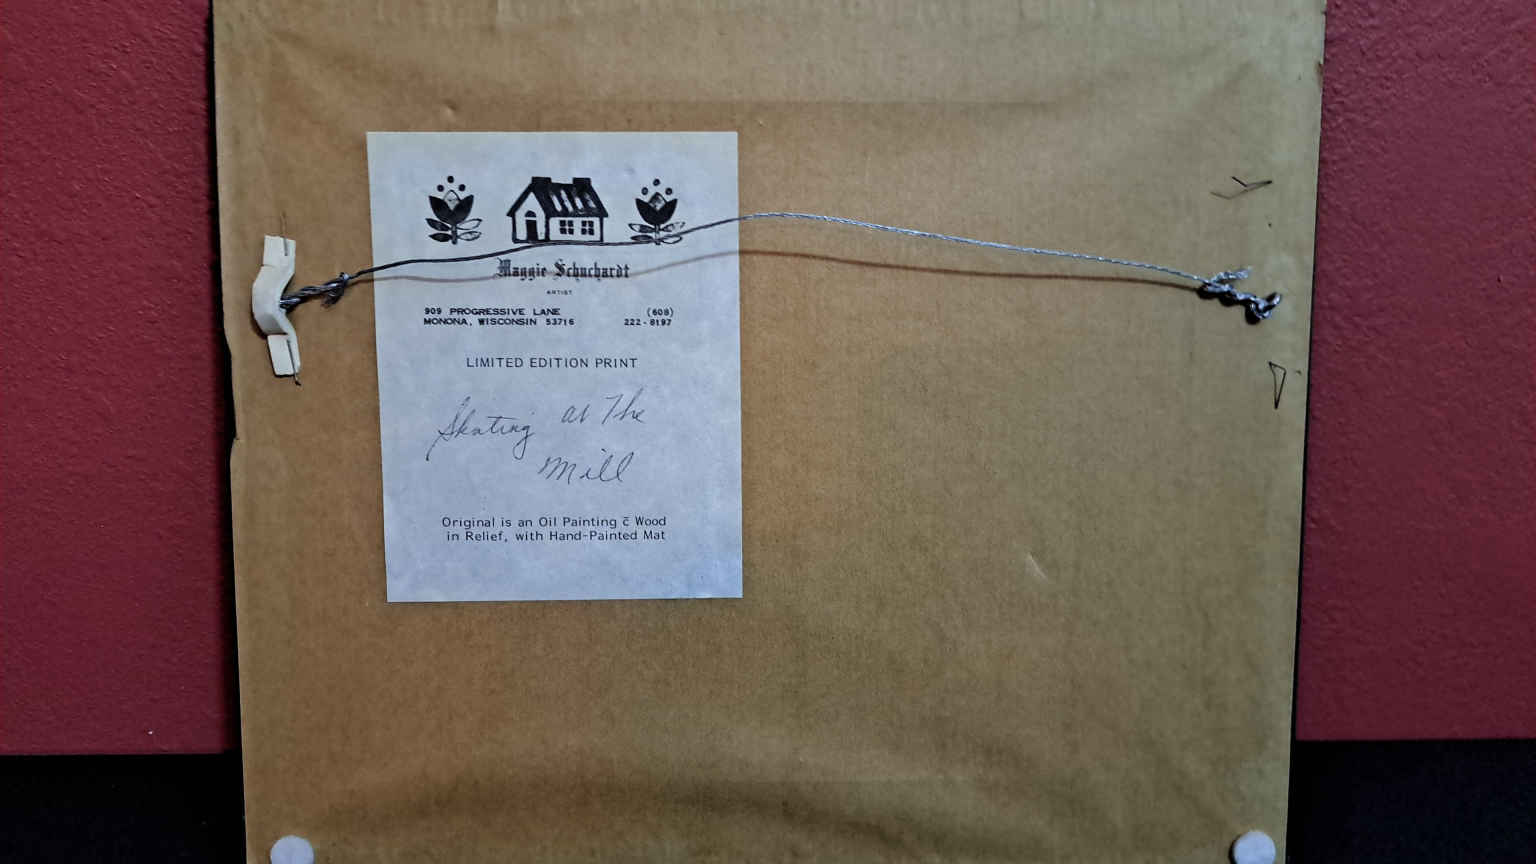 Maggie Schuchardt
ARTIST
909 PROGRESSIVE LANE (608)
MONONA, WISCONSIN 53716 222-8197
LIMITED EDITION PRINT
Skating at The
Mill
Original is an Oil Painting c̄ Wood
in Relief, with Hand-Painted Mat